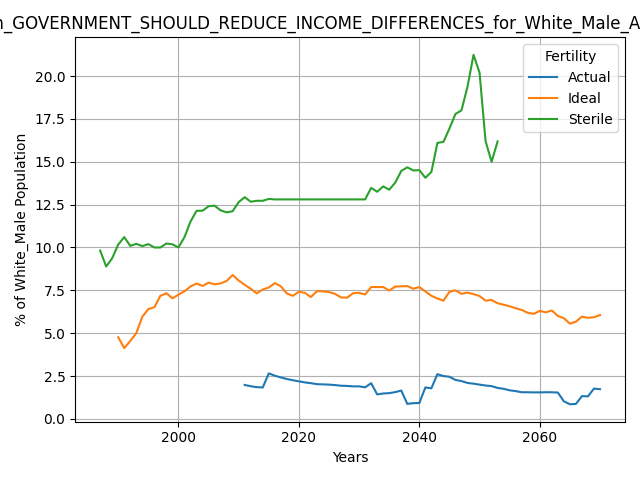 GOVERNMENT_SHOULD_REDUCE_INCOME_DIFFERENCES_for_White_Male_A
Fertility
Actual
Ideal
Sterile
% of White_Male Population
20.0
17.5
15.0
12.5
10.0
7.5
5.0
2.5
0.0
2000 2020 2040 2060
Years